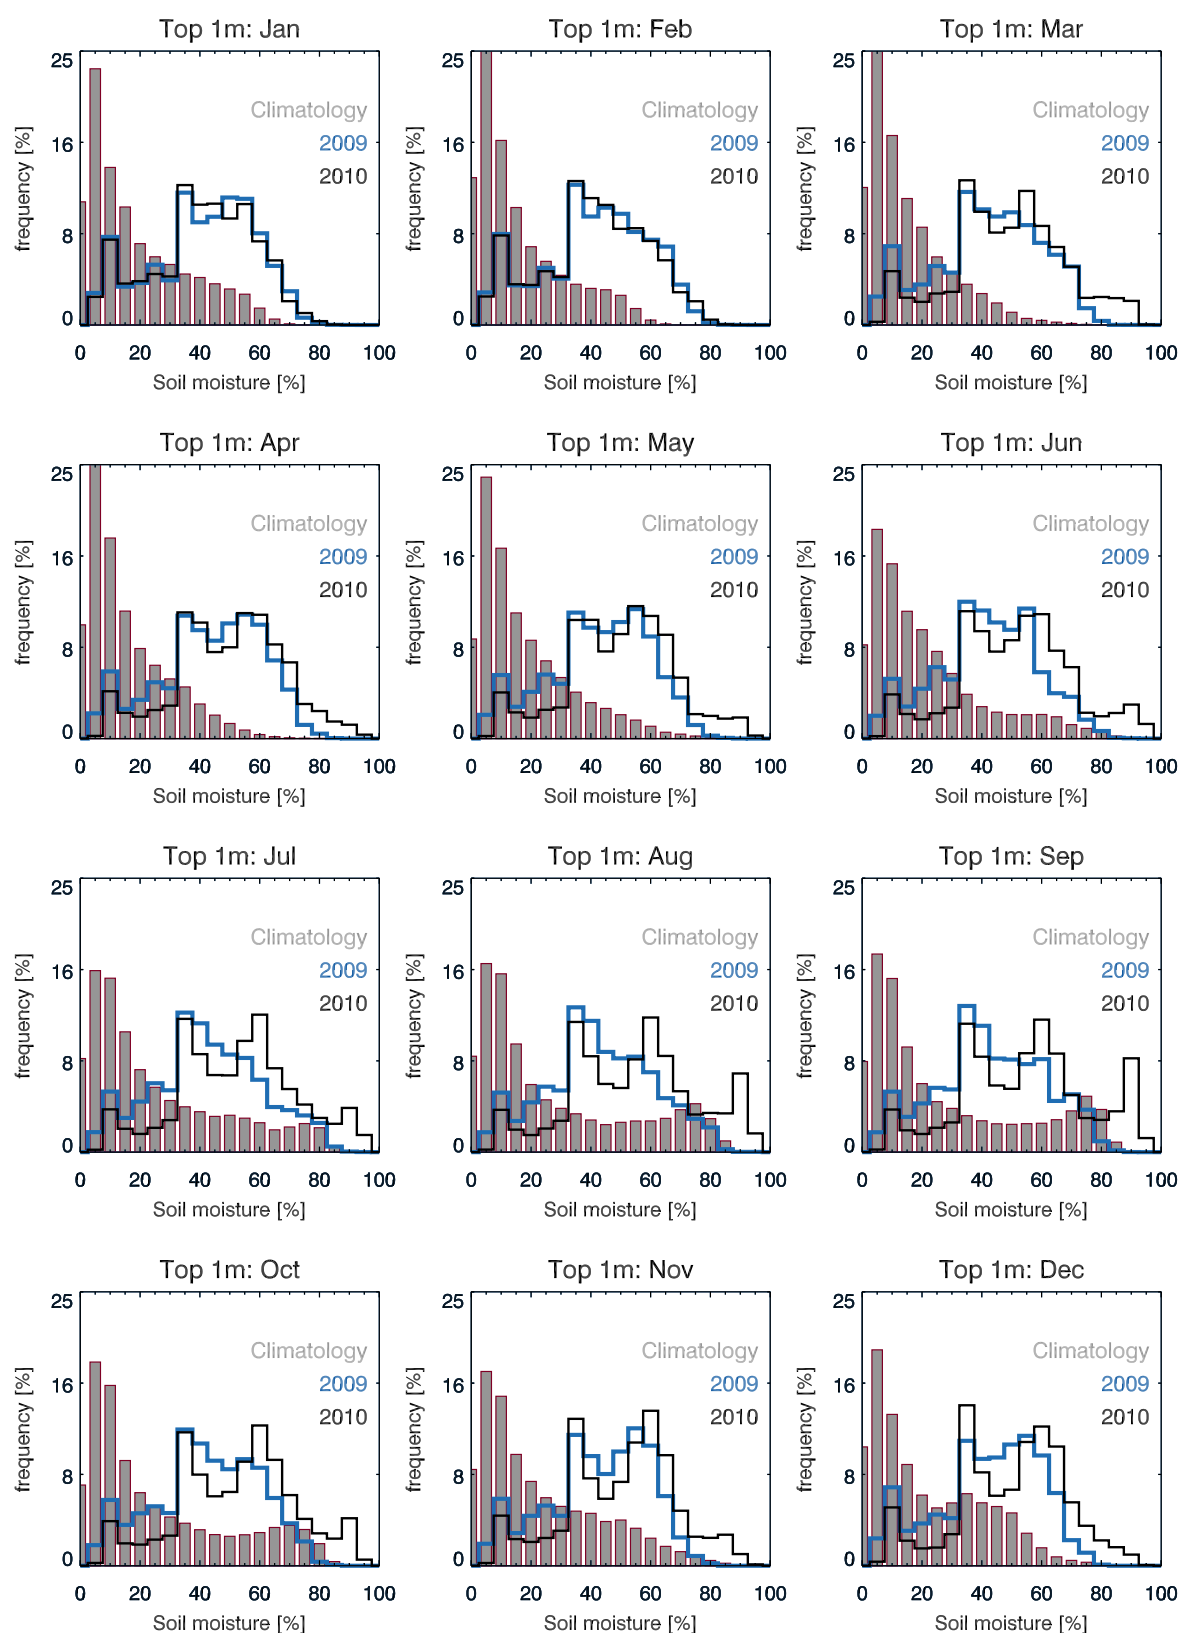 Top 1m: Jan
Top 1m: Feb
Top 1m: Mar
25
16
8
0
frequency [%]
Climatology
2009
2010
0 20 40 60 80 100
Soil moisture [%]
25
16
8
0
frequency [%]
Climatology
2009
2010
0 20 40 60 80 100
Soil moisture [%]
25
16
8
0
frequency [%]
Climatology
2009
2010
0 20 40 60 80 100
Soil moisture [%]
Top 1m: Apr
Top 1m: May
Top 1m: Jun
25
16
8
0
frequency [%]
Climatology
2009
2010
0 20 40 60 80 100
Soil moisture [%]
25
16
8
0
frequency [%]
Climatology
2009
2010
0 20 40 60 80 100
Soil moisture [%]
25
16
8
0
frequency [%]
Climatology
2009
2010
0 20 40 60 80 100
Soil moisture [%]
Top 1m: Jul
Top 1m: Aug
Top 1m: Sep
25
16
8
0
frequency [%]
Climatology
2009
2010
0 20 40 60 80 100
Soil moisture [%]
25
16
8
0
frequency [%]
Climatology
2009
2010
0 20 40 60 80 100
Soil moisture [%]
25
16
8
0
frequency [%]
Climatology
2009
2010
0 20 40 60 80 100
Soil moisture [%]
Top 1m: Oct
Top 1m: Nov
Top 1m: Dec
25
16
8
0
frequency [%]
Climatology
2009
2010
0 20 40 60 80 100
Soil moisture [%]
25
16
8
0
frequency [%]
Climatology
2009
2010
0 20 40 60 80 100
Soil moisture [%]
25
16
8
0
frequency [%]
Climatology
2009
2010
0 20 40 60 80 100
Soil moisture [%]